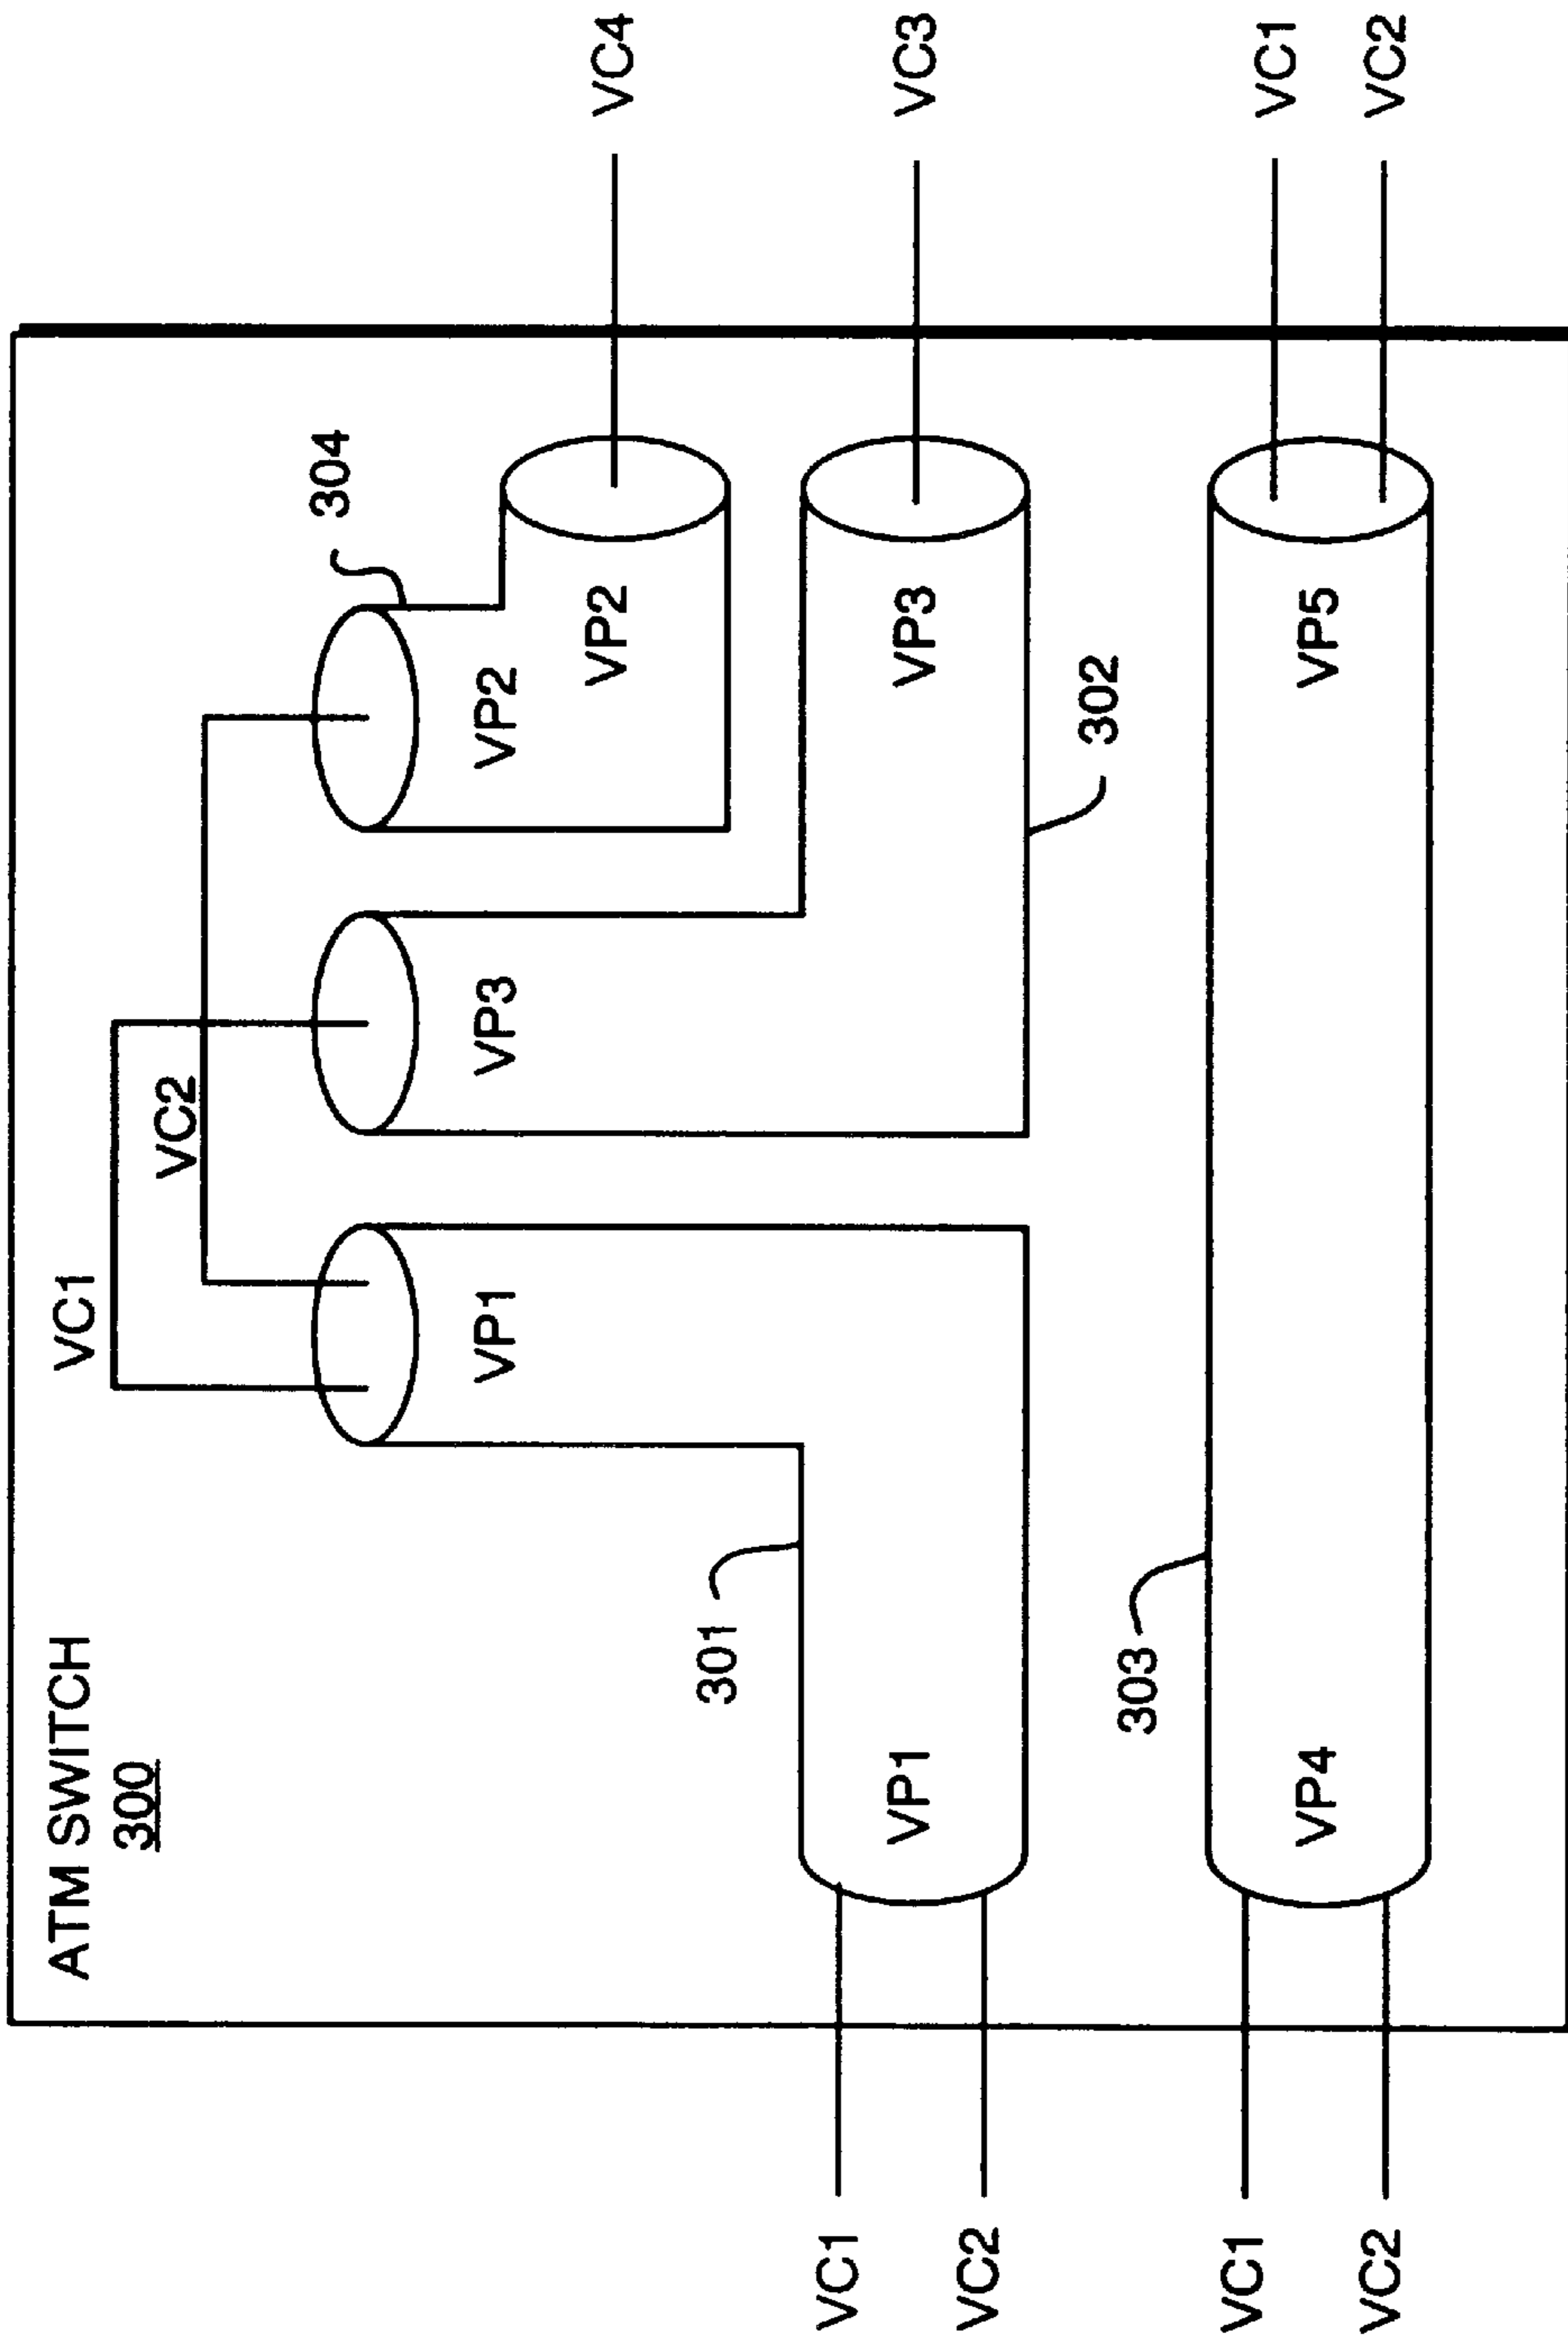 ATM SWITCH
300
VC1
VC2
VP1
VP3
VP2
304
VP2
VC4
301
VC1
VC2
VP1
VP3
VC3
302
303
VC1
VC2
VP4
VP5
VC1
VC2